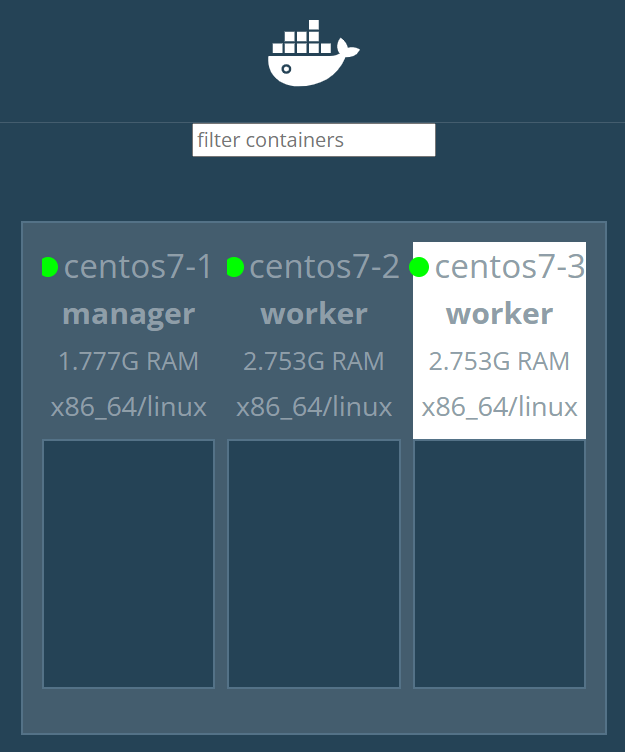 filter containers
centos7-1
manager
1.777G RAM
x86_64/linux
centos7-2
worker
2.753G RAM
x86_64/linux
centos7-3
worker
2.753G RAM
x86_64/linux